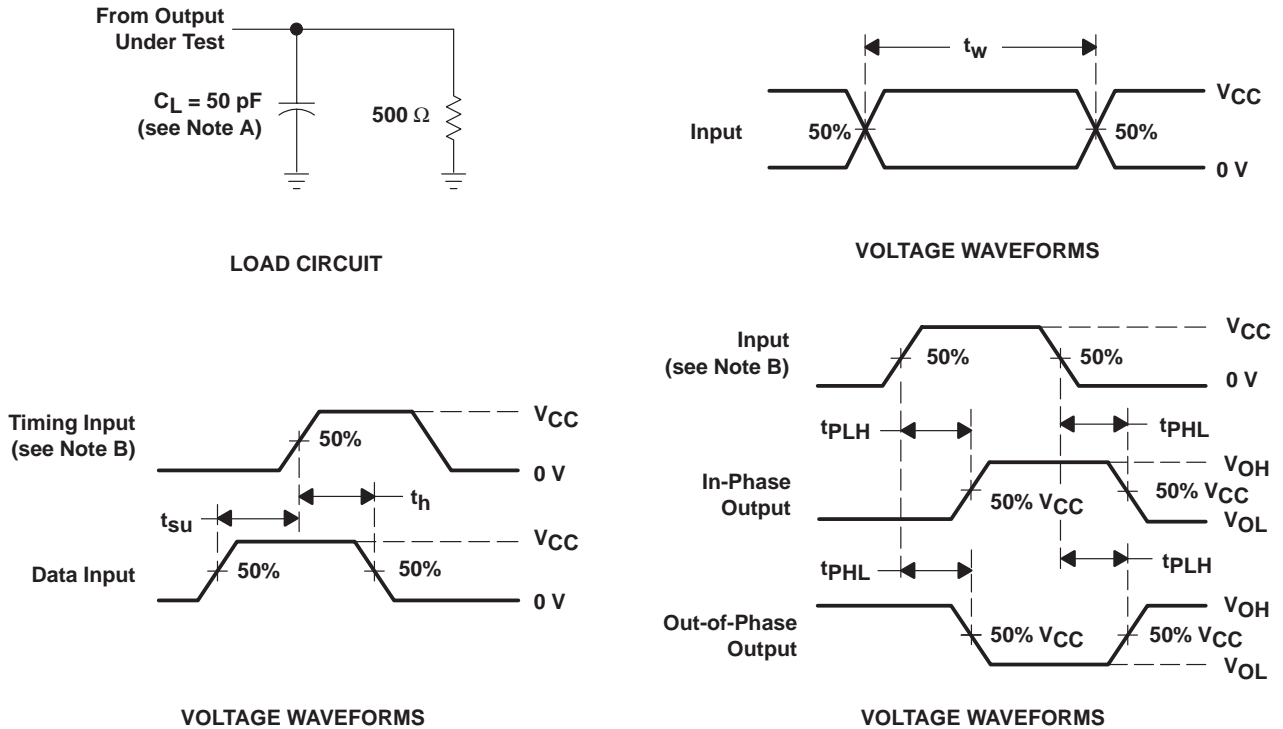 From Output
Under Test
CL = 50 pF
(see Note A)
500 Ω
LOAD CIRCUIT
tw
VCC
Input
50%
50%
0 V
VOLTAGE WAVEFORMS
Timing Input
(see Note B)
50%
VCC
0 V
th
tsu
Data Input
50%
50%
VCC
0 V
VOLTAGE WAVEFORMS
Input
(see Note B)
50%
50%
VCC
0 V
tPLH
tPHL
In-Phase
Output
50% VCC
VOH
50% VCC
VOL
tPHL
tPLH
Out-of-Phase
Output
50% VCC
VOH
50% VCC
VOL
VOLTAGE WAVEFORMS